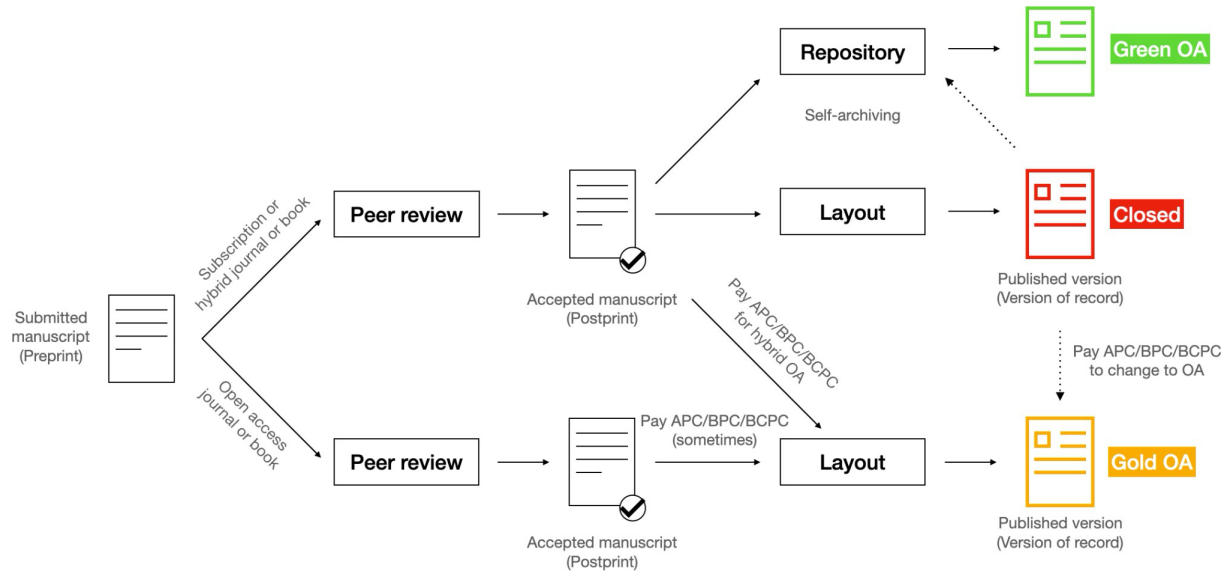 Repository
Green OA
Self-archiving
Subscription or
hybrid journal or book
Peer review
Layout
Closed
Accepted manuscript
(Postprint)
Published version
(Version of record)
Submitted
manuscript
(Preprint)
Pay APC/BPC/BCPC
for hybrid OA
Pay APC/BPC/BCPC
to change to OA
Open access
journal or book
Peer review
Pay APC/BPC/BCPC
(sometimes)
Layout
Gold OA
Accepted manuscript
(Postprint)
Published version
(Version of record)